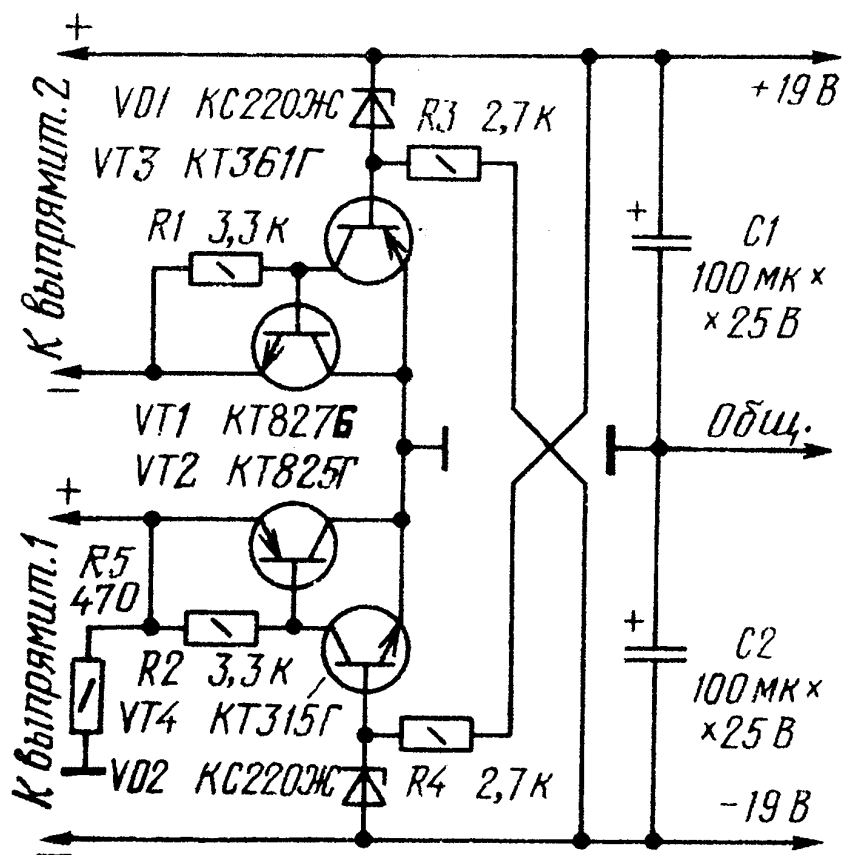 +
К выпрямит. 2
VD1 КС220Ж
VT3 КТ361Г
R1 3,3 к
R3 2,7 к
+19 В
+
С1
100 мк ×
× 25 В
−
VT1 КТ827Б
VT2 КТ825Г
Общ.
+
К выпрямит. 1
R5
470
R2 3,3 к
VT4 КТ315Г
VD2 КС220Ж
R4 2,7 к
+
С2
100 мк ×
× 25 В
−19 В
−